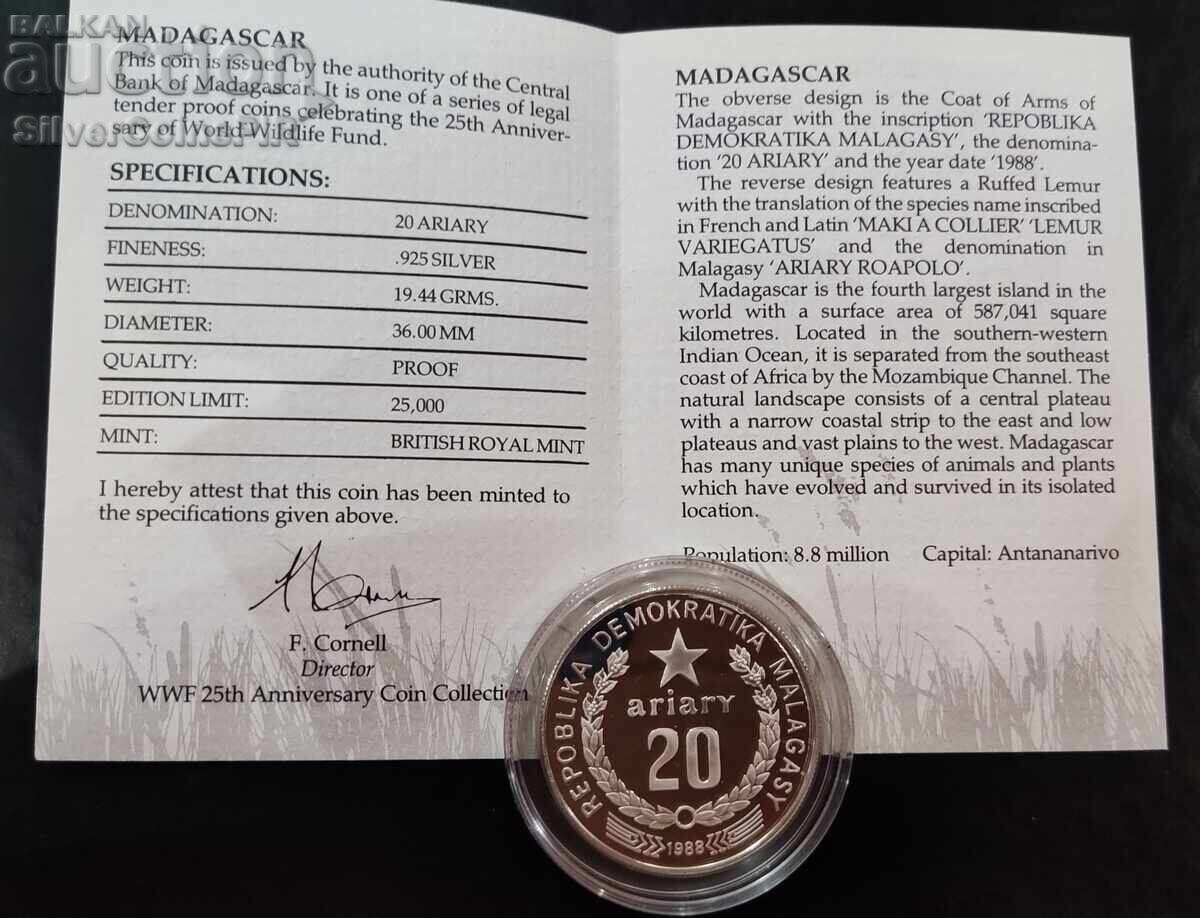 BALKAN
auction
SilverCoinsFIN
MADAGASCAR
This coin is issued by the authority of the Central
Bank of Madagascar. It is one of a series of legal
tender proof coins celebrating the 25th Anniver-
sary of World Wildlife Fund.
SPECIFICATIONS:
DENOMINATION: 20 ARIARY
FINENESS: .925 SILVER
WEIGHT: 19.44 GRMS.
DIAMETER: 36.00 MM
QUALITY: PROOF
EDITION LIMIT: 25,000
MINT: BRITISH ROYAL MINT
I hereby attest that this coin has been minted to
the specifications given above.
F. Cornell
Director
WWF 25th Anniversary Coin Collection
MADAGASCAR
The obverse design is the Coat of Arms of
Madagascar with the inscription 'REPOBLIKA
DEMOKRATIKA MALAGASY', the denomina-
tion '20 ARIARY' and the year date '1988'.
The reverse design features a Ruffed Lemur
with the translation of the species name inscribed
in French and Latin 'MAKI A COLLIER' 'LEMUR
VARIEGATUS' and the denomination in
Malagasy 'ARIARY ROAPOLO'.
Madagascar is the fourth largest island in the
world with a surface area of 587,041 square
kilometres. Located in the southern-western
Indian Ocean, it is separated from the southeast
coast of Africa by the Mozambique Channel. The
natural landscape consists of a central plateau
with a narrow coastal strip to the east and low
plateaus and vast plains to the west. Madagascar
has many unique species of animals and plants
which have evolved and survived in its isolated
location.
Population: 8.8 million Capital: Antananarivo
REPOBLIKA DEMOKRATIKA MALAGASY
ariary
20
1988